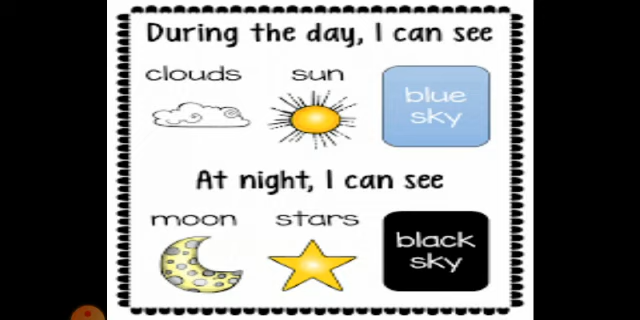 During the day, I can see
clouds sun
blue
sky
At night, I can see
moon stars
black
sky